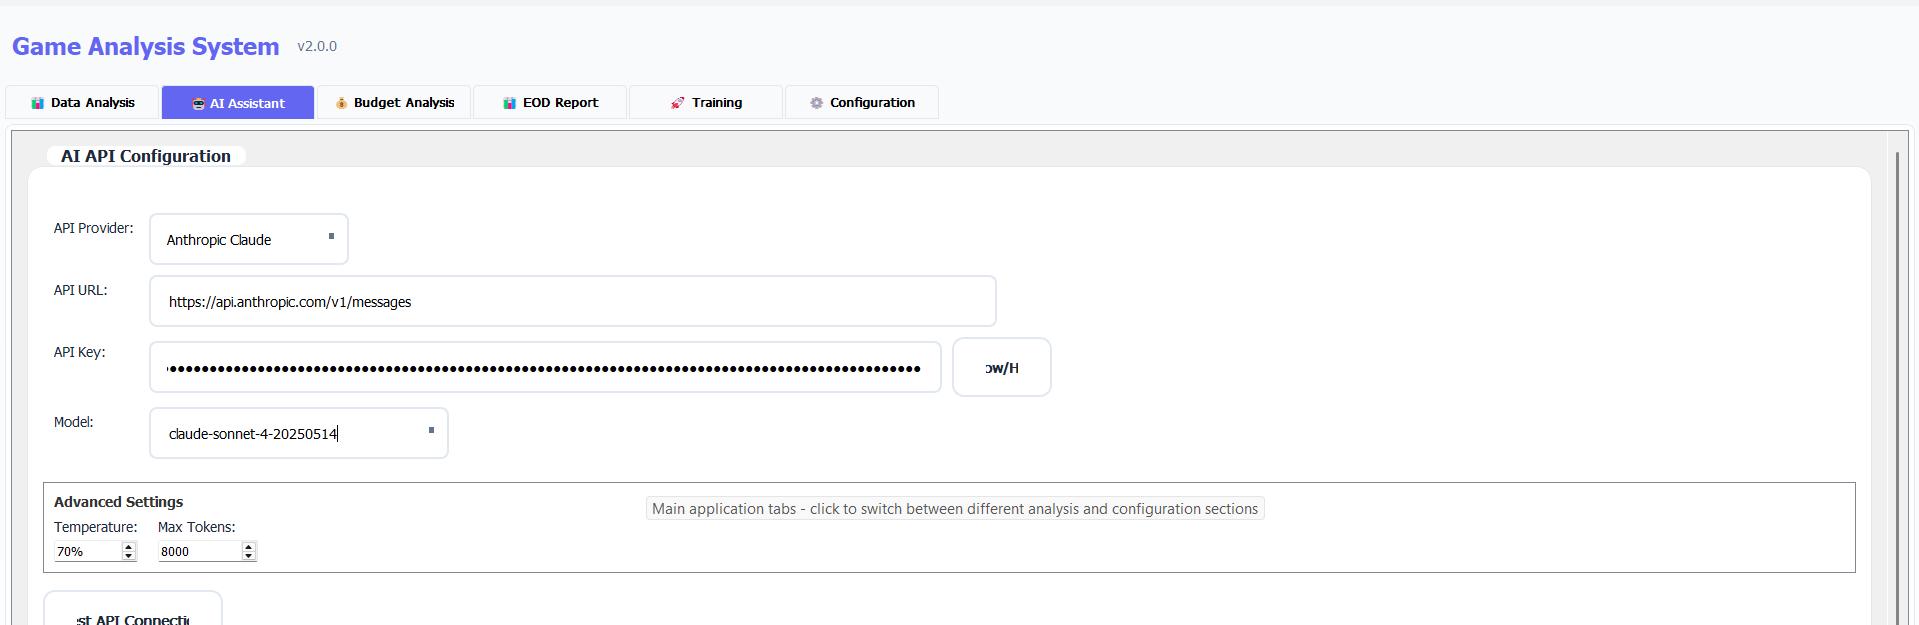 Game Analysis System v2.0.0
Data Analysis AI Assistant Budget Analysis EOD Report Training Configuration
AI API Configuration
API Provider: Anthropic Claude
API URL: https://api.anthropic.com/v1/messages
API Key: ow/H
Model: claude-sonnet-4-20250514
Advanced Settings
Main application tabs - click to switch between different analysis and configuration sections
Temperature: Max Tokens:
70% 8000
st API Connecti